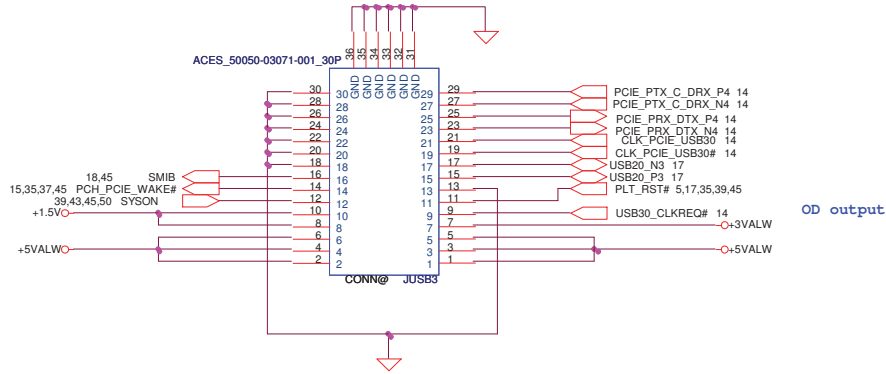 36 35 34 33 32 31
ACES_50050-03071-001_30P
GND GND GND GND GND GND
30 30 29 29 PCIE_PTX_C_DRX_P4 14
28 28 27 27 PCIE_PTX_C_DRX_N4 14
26 26 25 25 PCIE_PRX_DTX_P4 14
24 24 23 23 PCIE_PRX_DTX_N4 14
22 22 21 21 CLK_PCIE_USB30 14
20 20 19 19 CLK_PCIE_USB30# 14
18 18 17 17 USB20_N3 17
18,45 SMIB 16 16 15 15 USB20_P3 17
15,35,37,45 PCH_PCIE_WAKE# 14 14 13 13 PLT_RST# 5,17,35,39,45
39,43,45,50 SYSON 12 12 11 11
+1.5V 10 10 9 9 USB30_CLKREQ# 14 OD output
8 8 7 7 +3VALW
6 6 5 5
+5VALW 4 4 3 3 +5VALW
2 2 1 1
CONN@ JUSB3